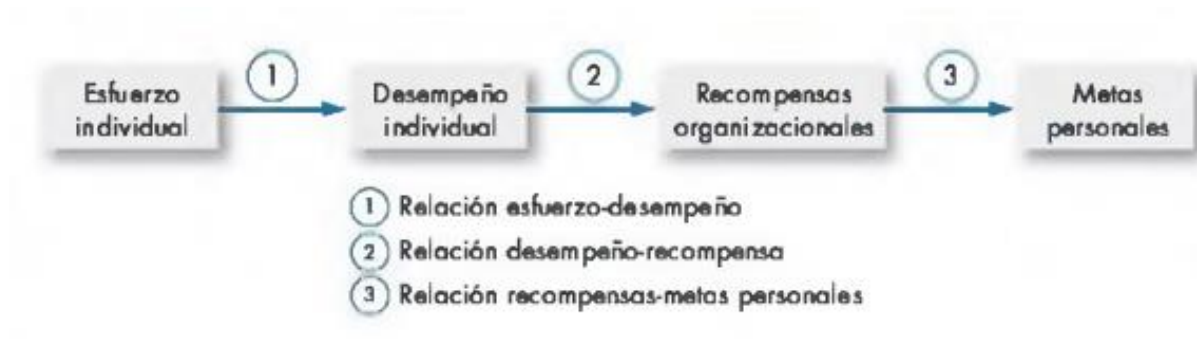 1
2
3
Esfuerzo
individual
Desempeño
individual
Recompensas
organizacionales
Metas
personales
1 Relación esfuerzo-desempeño
2 Relación desempeño-recompensa
3 Relación recompensas-metas personales